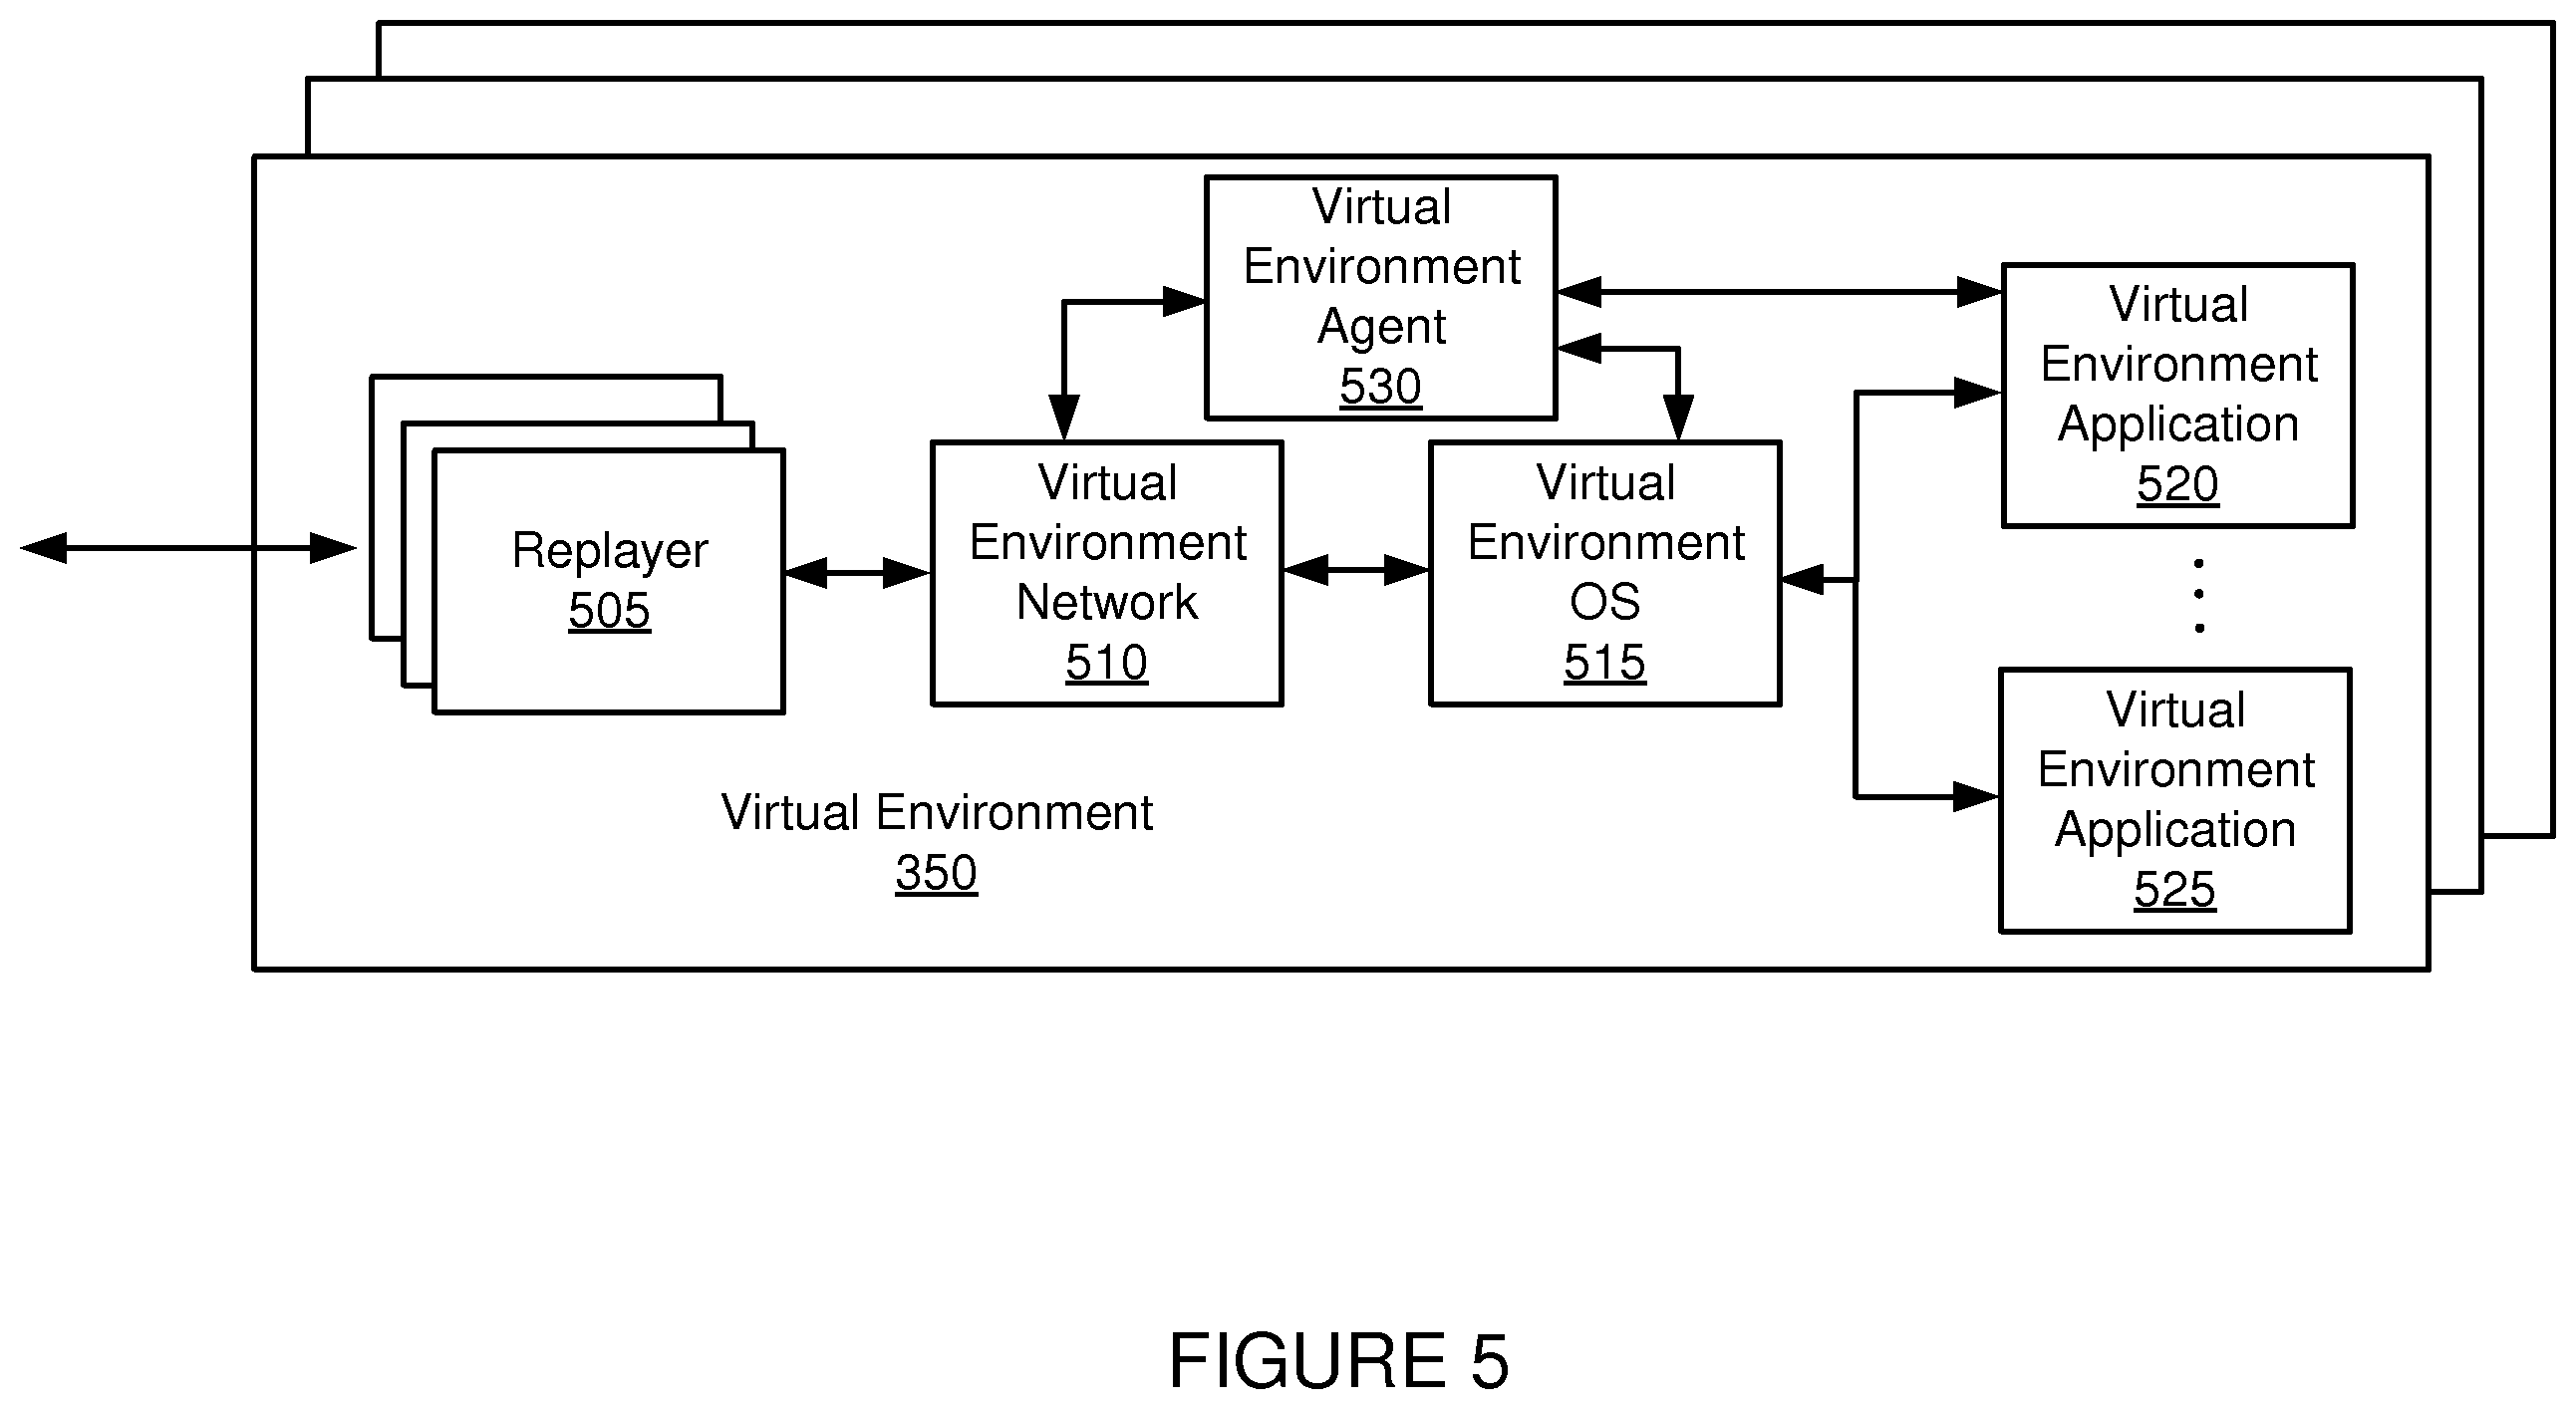 Virtual
Environment
Agent
530
Virtual
Environment
Application
520
Replayer
505
Virtual
Environment
Network
510
Virtual
Environment
OS
515
Virtual
Environment
Application
525
Virtual Environment
350
FIGURE 5